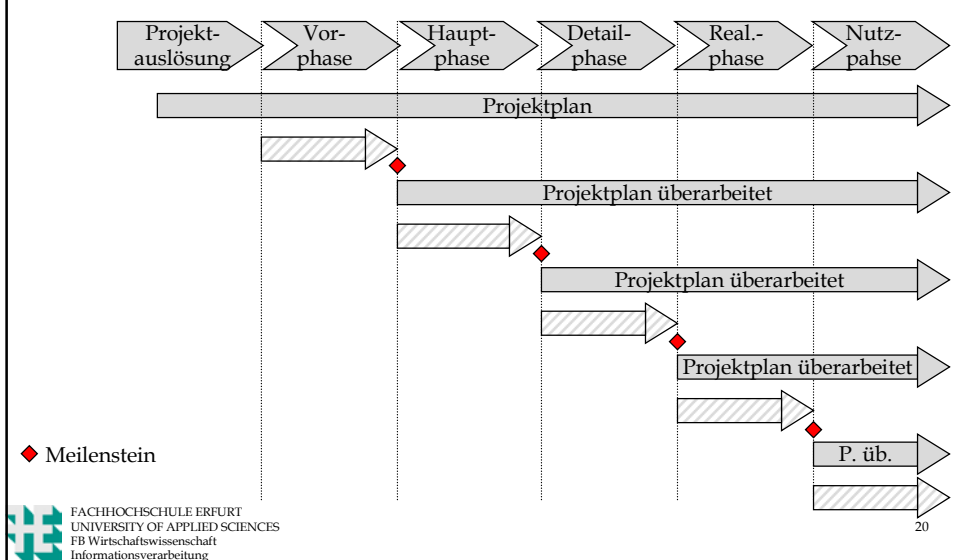 Projekt-
auslösung
Vor-
phase
Haupt-
phase
Detail-
phase
Real.-
phase
Nutz-
pahse
Projektplan
Projektplan überarbeitet
Projektplan überarbeitet
Projektplan überarbeitet
P. üb.
Meilenstein
FACHHOCHSCHULE ERFURT
UNIVERSITY OF APPLIED SCIENCES
FB Wirtschaftswissenschaft
Informationsverarbeitung
20